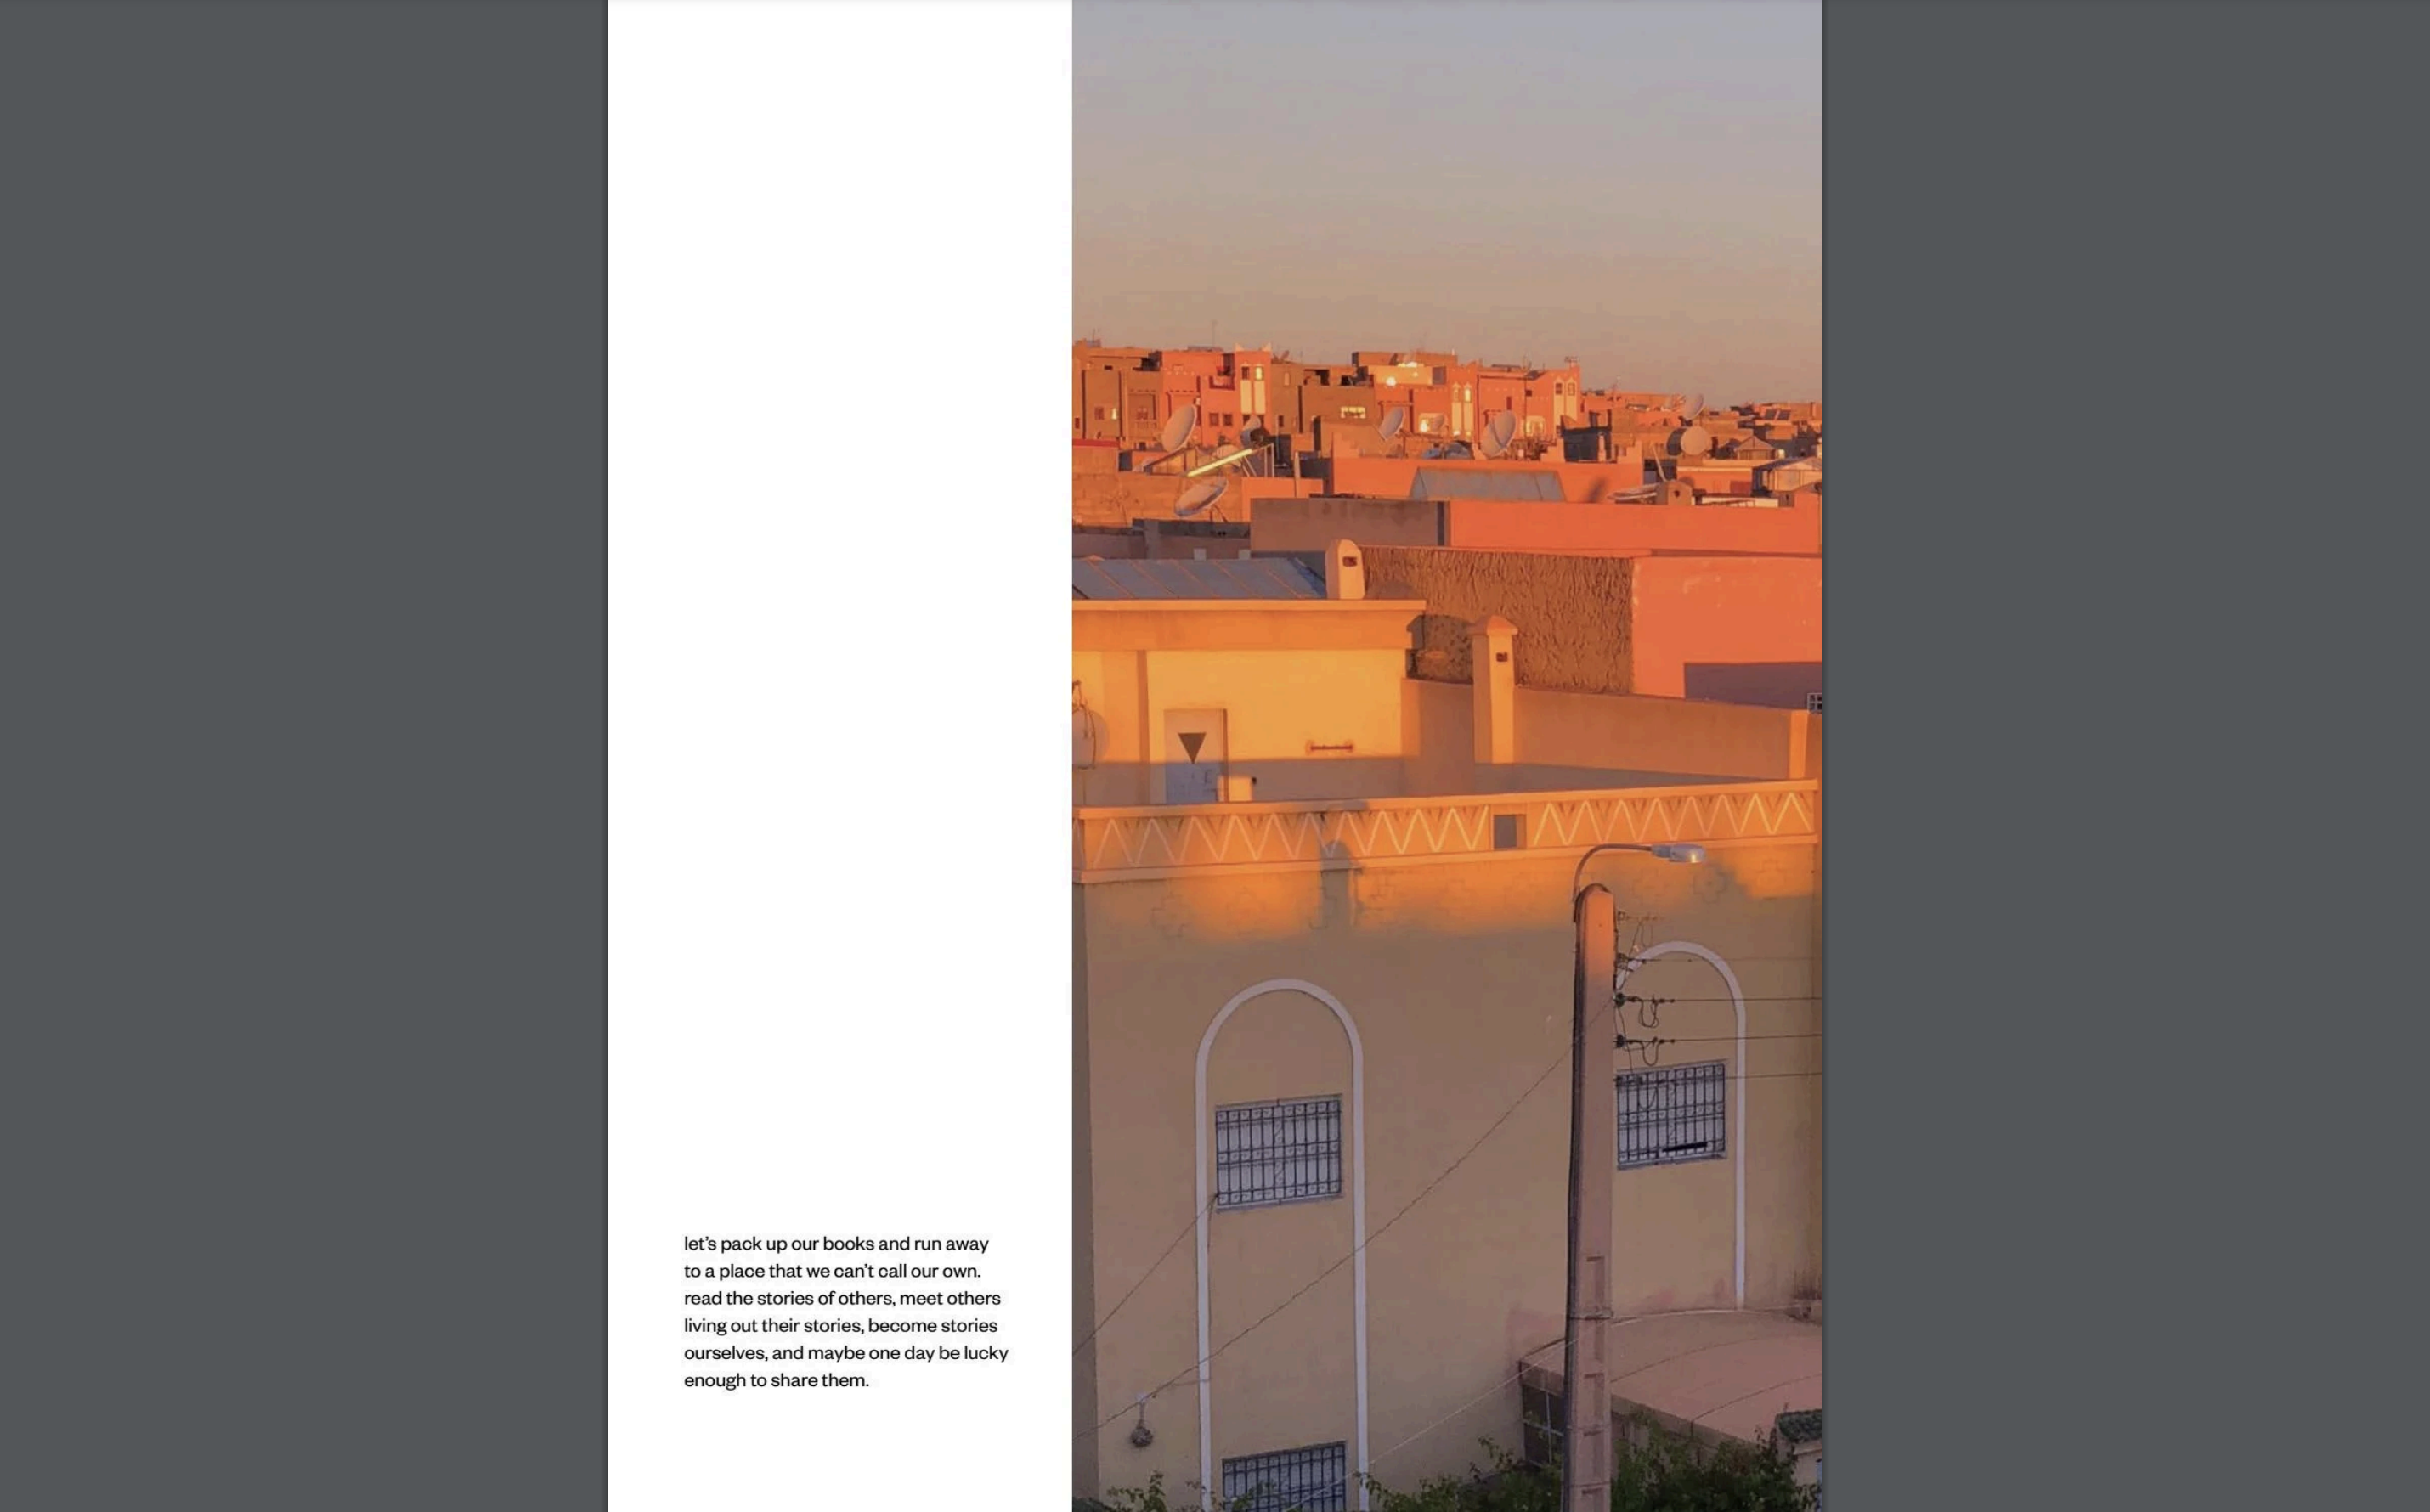 let’s pack up our books and run away
to a place that we can’t call our own.
read the stories of others, meet others
living out their stories, become stories
ourselves, and maybe one day be lucky
enough to share them.